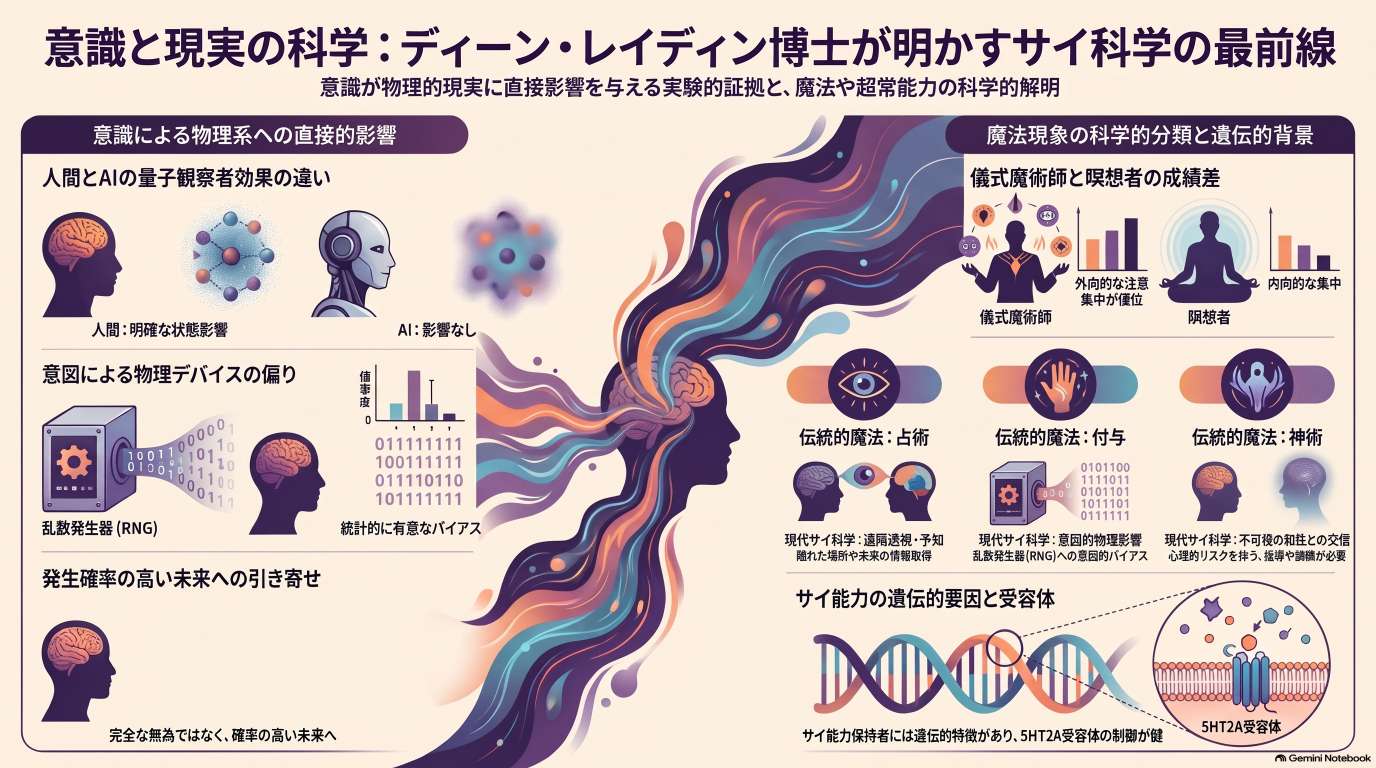 意識と現実の科学：ディーン・レイディン博士が明かすサイ科学の最前線
意識が物理的現実に直接影響を与える実験的証拠と、魔法や超常能力の科学的解明
意識による物理系への直接的影響
人間とAIの量子観察者効果の違い
人間：明確な状態影響
AI：影響なし
意図による物理デバイスの偏り
10011
01001
乱数発生器 (RNG)
0
011111111
100111111
011110110
101111111
統計的に有意なバイアス
発生確率の高い未来への引き寄せ
完全な無為ではなく、確率の高い未来へ
魔法現象の科学的分類と遺伝的背景
儀式魔術師と瞑想者の成績差
儀式魔術師
外向的な注意
集中が優位
瞑想者
内向的な集中
伝統的魔法：占術
現代サイ科学：遠隔透視・予知
離れた場所や未来の情報取得
伝統的魔法：付与
0101100
1111011
0101101
1011101
0111111
現代サイ科学：意図的物理影響
乱数発生器(RNG)への意図的バイアス
伝統的魔法：神術
現代サイ科学：不可視の
との交信
心理的リスクを伴う、
が必要
サイ能力の遺伝的要因と受容体
サイ能力保持者には遺伝的特徴があり、5HT2A受容体の制御が鍵
5HT2A受容体
Gemini Notebook